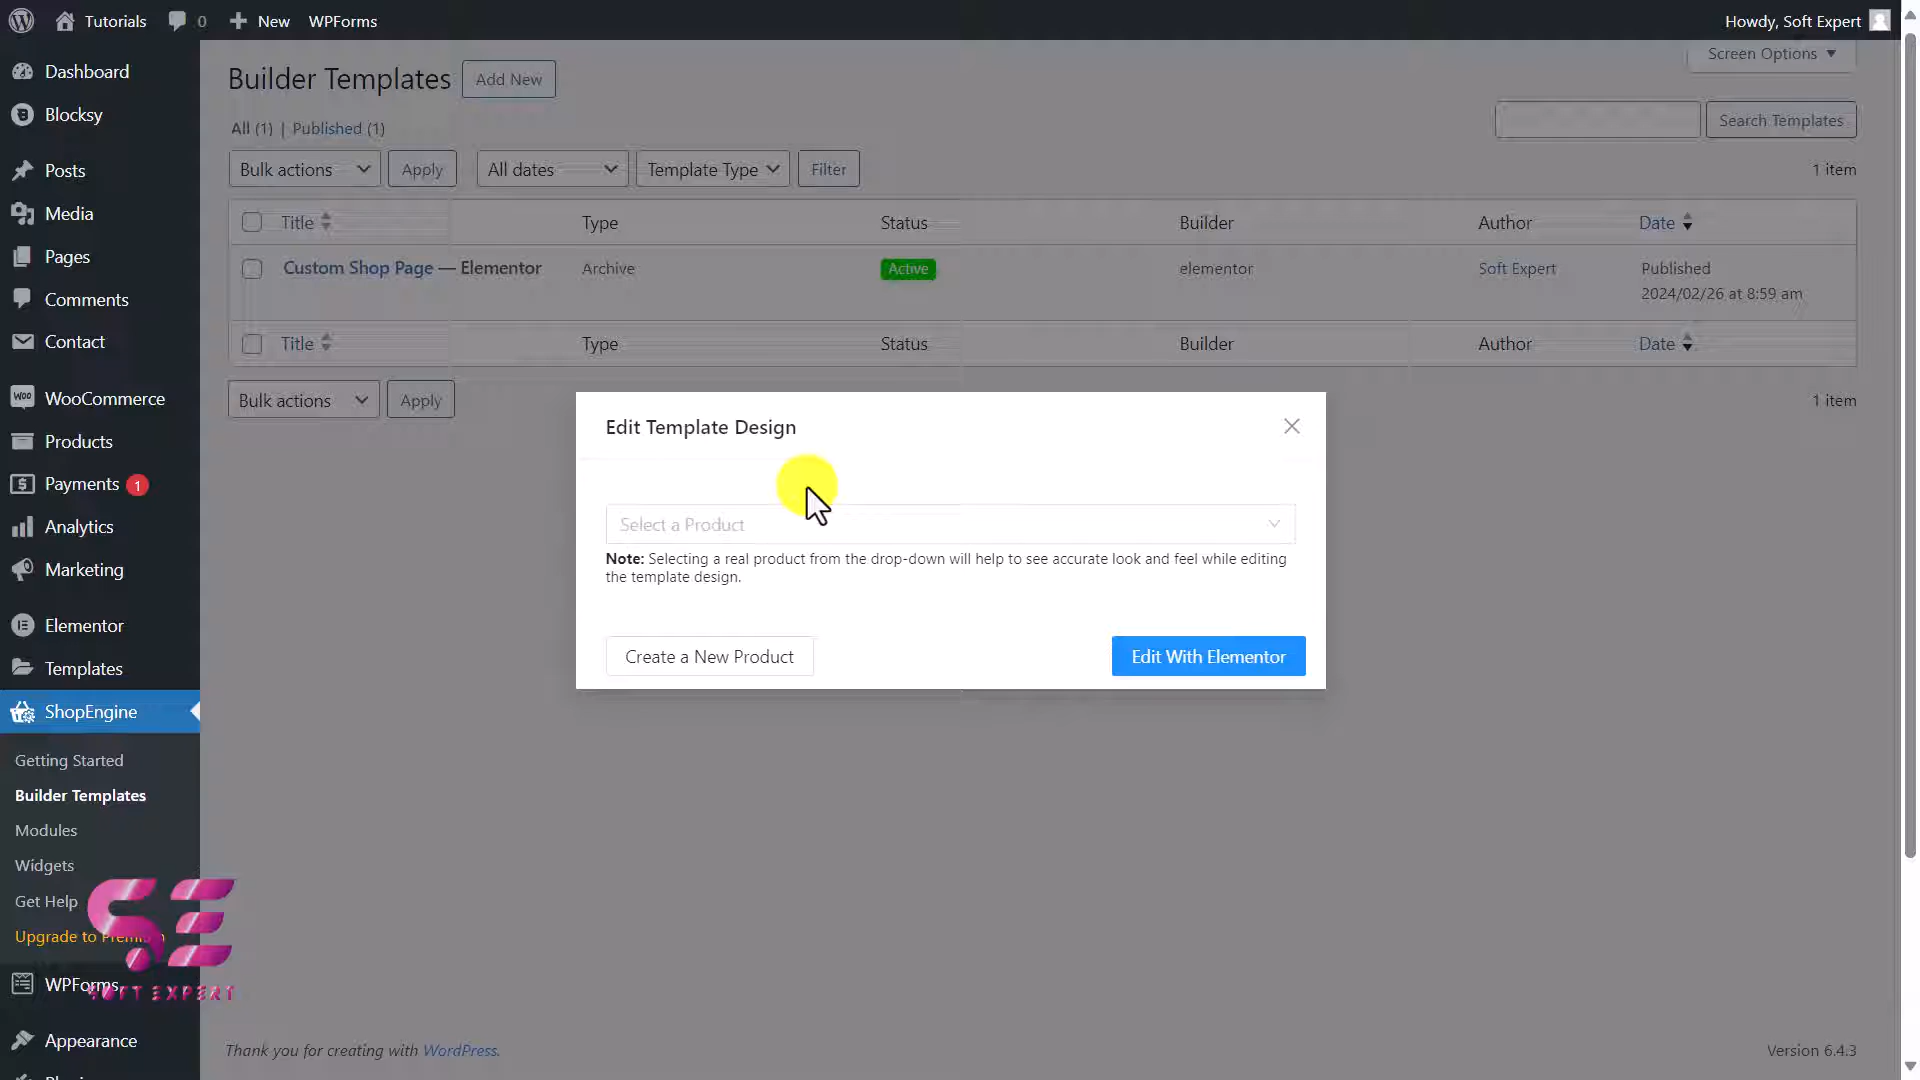 Tutorials 0 New WPForms Howdy, Soft Expert
Dashboard
Blocksy
Posts
Media
Pages
Comments
Contact
WooCommerce
Products
Payments 1
Analytics
Marketing
Elementor
Templates
ShopEngine
Getting Started
Builder Templates
Modules
Widgets
Get Help
Upgrade to Premium
WPForms
Appearance
SE
SOFT EXPERT
Screen Options
Builder Templates Add New
All (1) | Published (1)
Search Templates
Bulk actions Apply All dates Template Type Filter 1 item
Title Type Status Builder Author Date
Custom Shop Page — Elementor Archive Active elementor Soft Expert Published
2024/02/26 at 8:59 am
Title Type Status Builder Author Date
Bulk actions Apply 1 item
Edit Template Design
Select a Product
Note: Selecting a real product from the drop-down will help to see accurate look and feel while editing
the template design.
Create a New Product Edit With Elementor
Thank you for creating with WordPress. Version 6.4.3